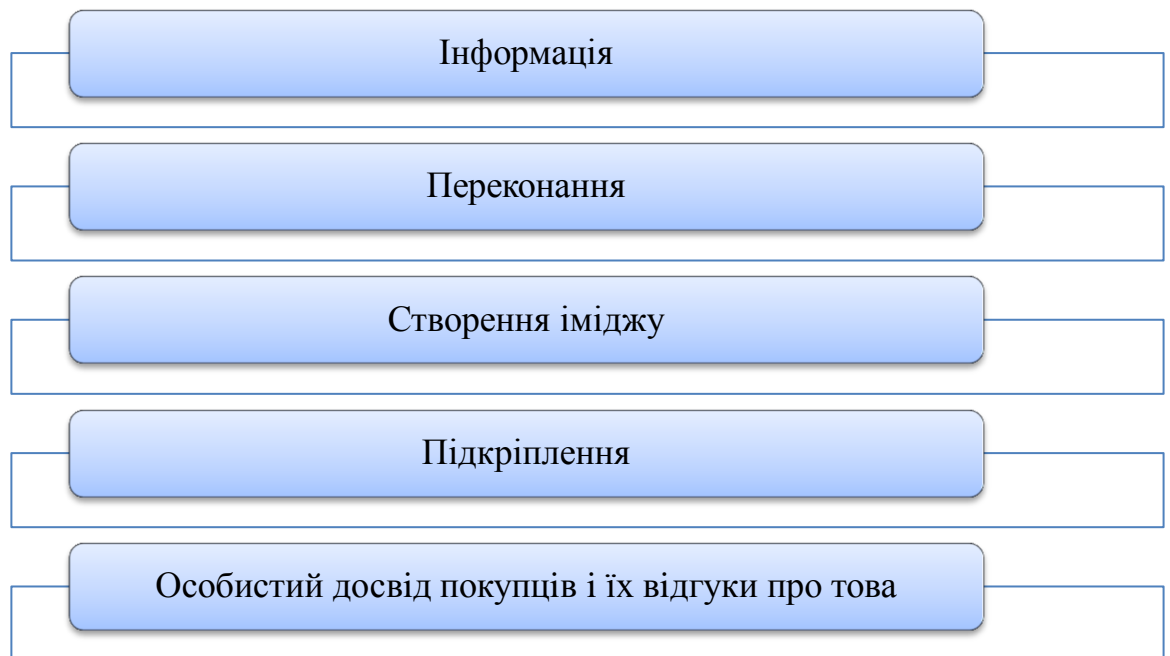 Інформація
Переконання
Створення іміджу
Підкріплення
Особистий досвід покупців і їх відгуки про това